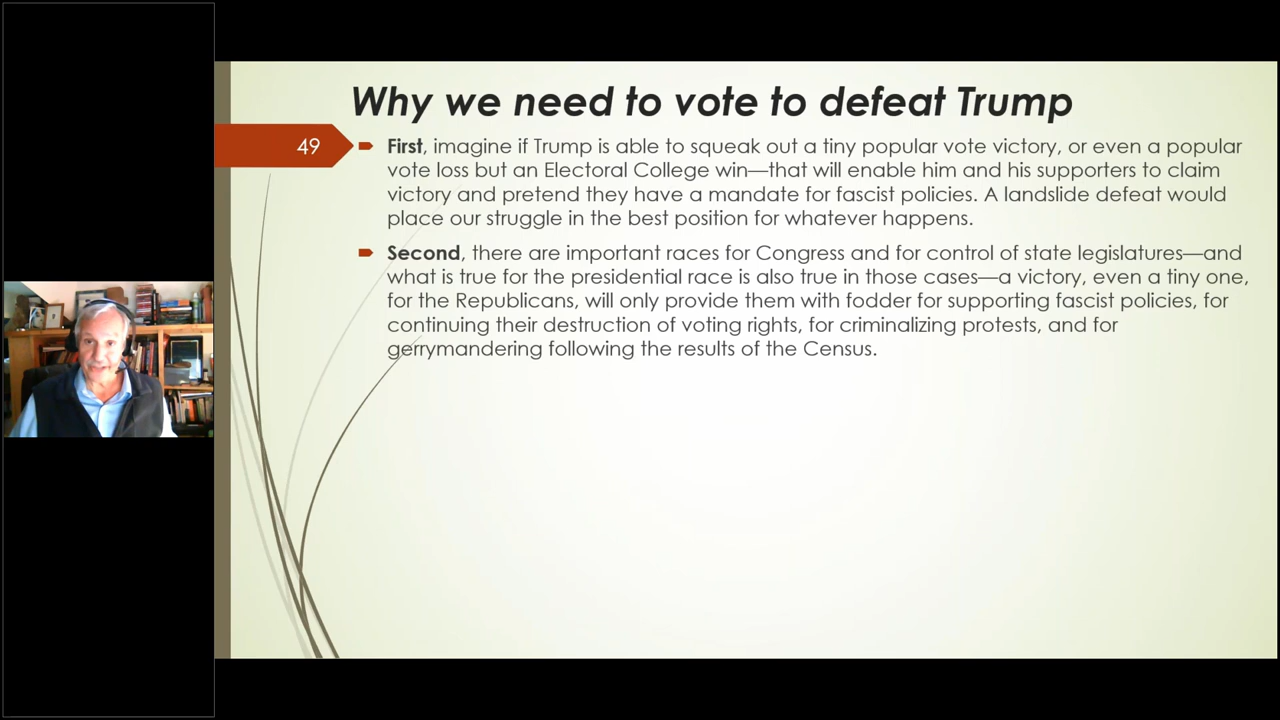 Why we need to vote to defeat Trump
49
First, imagine if Trump is able to squeak out a tiny popular vote victory, or even a popular
vote loss but an Electoral College win—that will enable him and his supporters to claim
victory and pretend they have a mandate for fascist policies. A landslide defeat would
place our struggle in the best position for whatever happens.
Second, there are important races for Congress and for control of state legislatures—and
what is true for the presidential race is also true in those cases—a victory, even a tiny one,
for the Republicans, will only provide them with fodder for supporting fascist policies, for
continuing their destruction of voting rights, for criminalizing protests, and for
gerrymandering following the results of the Census.